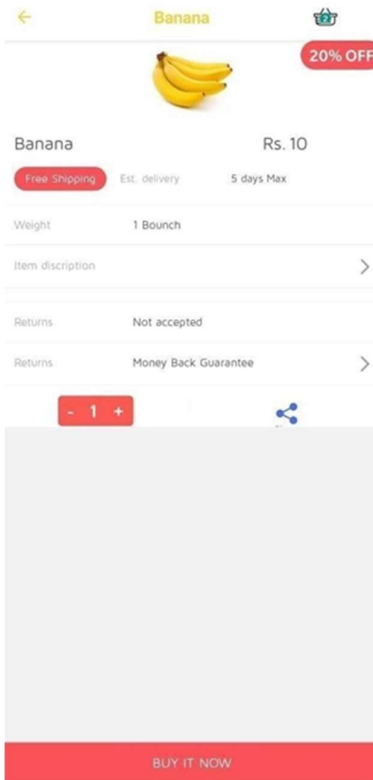 Banana
2
20% OFF
Banana Rs. 10
Free Shipping Est. delivery 5 days Max
Weight 1 Bounch
Item discription
Returns Not accepted
Returns Money Back Guarantee
- 1 +
BUY IT NOW